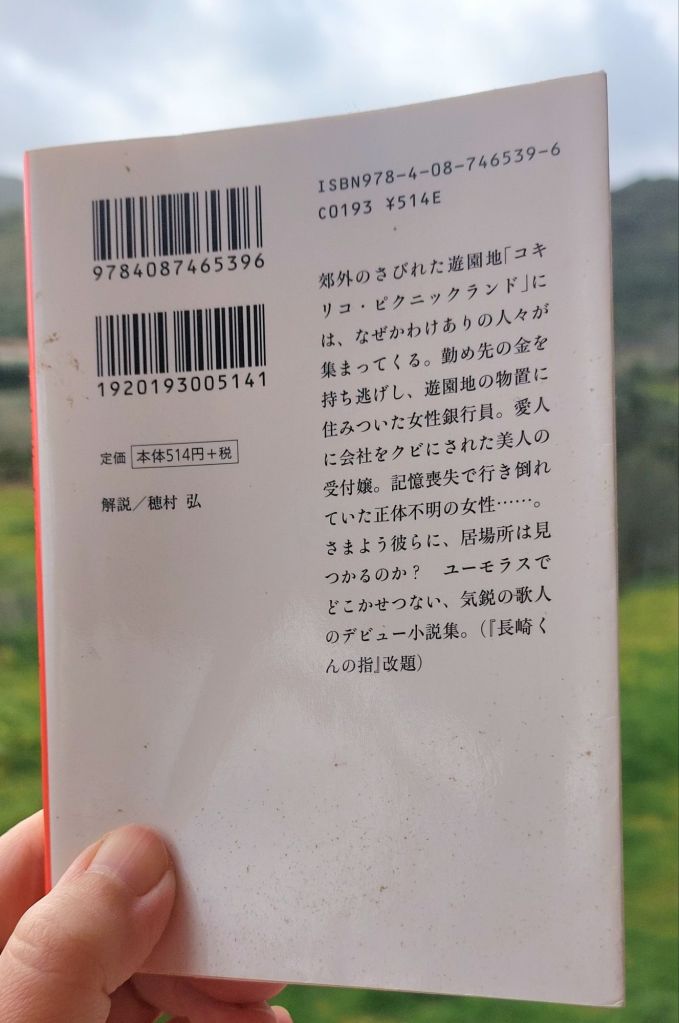 9784087465396
1920193005141
定価 本体514円+税
解説/穂村 弘
ISBN978-4-08-746539-6
C0193 ¥514E
郊外のさびれた遊園地「コキ
リコ・ピクニックランド」に
は、なぜかわけありの人々が
集まってくる。勤め先の金を
持ち逃げし、遊園地の物置に
住みついた女性銀行員。愛人
に会社をクビにされた美人の
受付嬢。記憶喪失で行き倒れ
ていた正体不明の女性……。
さまよう彼らに、居場所は見
つかるのか? ユーモラスで
どこかせつない、気鋭の歌人
のデビュー小説集。(『長崎く
んの指』改題)